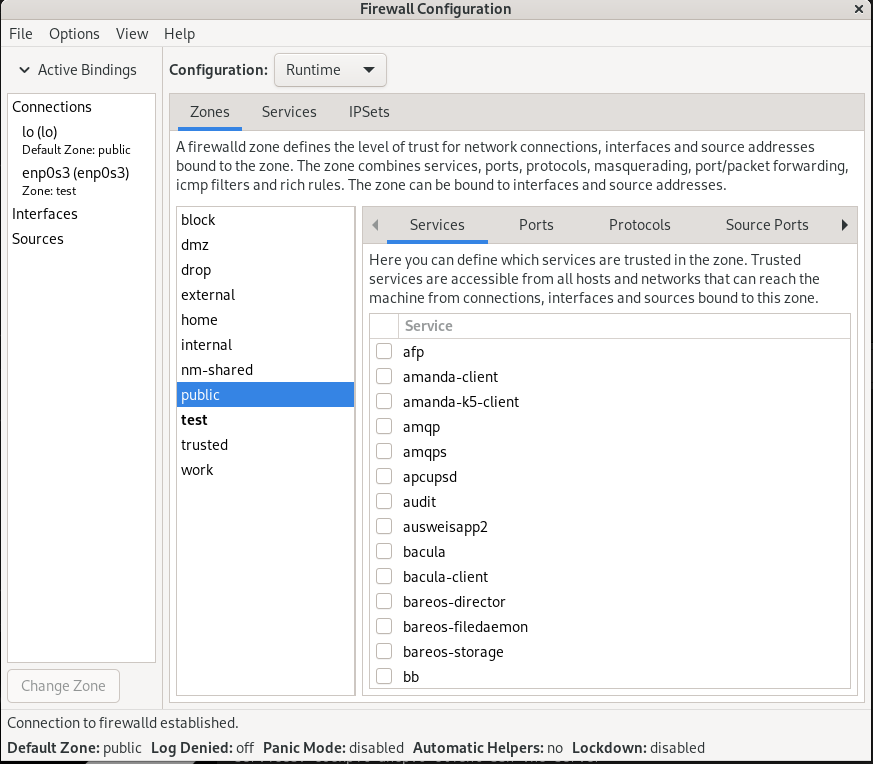 Firewall Configuration
File Options View Help
Active Bindings
Configuration: Runtime
Connections
lo (lo)
Default Zone: public
enp0s3 (enp0s3)
Zone: test
Interfaces
Sources
Change Zone
Zones Services IPSets
A firewalld zone defines the level of trust for network connections, interfaces and source addresses
bound to the zone. The zone combines services, ports, protocols, masquerading, port/packet forwarding,
icmp filters and rich rules. The zone can be bound to interfaces and source addresses.
block
dmz
drop
external
home
internal
nm-shared
public
test
trusted
work
Services Ports Protocols Source Ports
Here you can define which services are trusted in the zone. Trusted
services are accessible from all hosts and networks that can reach the
machine from connections, interfaces and sources bound to this zone.
Service
afp
amanda-client
amanda-k5-client
amqp
amqps
apcupsd
audit
ausweisapp2
bacula
bacula-client
bareos-director
bareos-filedaemon
bareos-storage
bb
Connection to firewalld established.
Default Zone: public Log Denied: off Panic Mode: disabled Automatic Helpers: no Lockdown: disabled